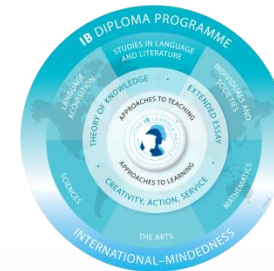 IB DIPLOMA PROGRAMME
STUDIES IN LANGUAGE
AND LITERATURE
LANGUAGE
ACQUISITION
INDIVIDUALS AND
SOCIETIES
THEORY OF KNOWLEDGE
EXTENDED ESSAY
APPROACHES TO TEACHING
APPROACHES TO LEARNING
CREATIVITY, ACTION, SERVICE
SCIENCES
MATHEMATICS
THE ARTS
INTERNATIONAL–MINDEDNESS